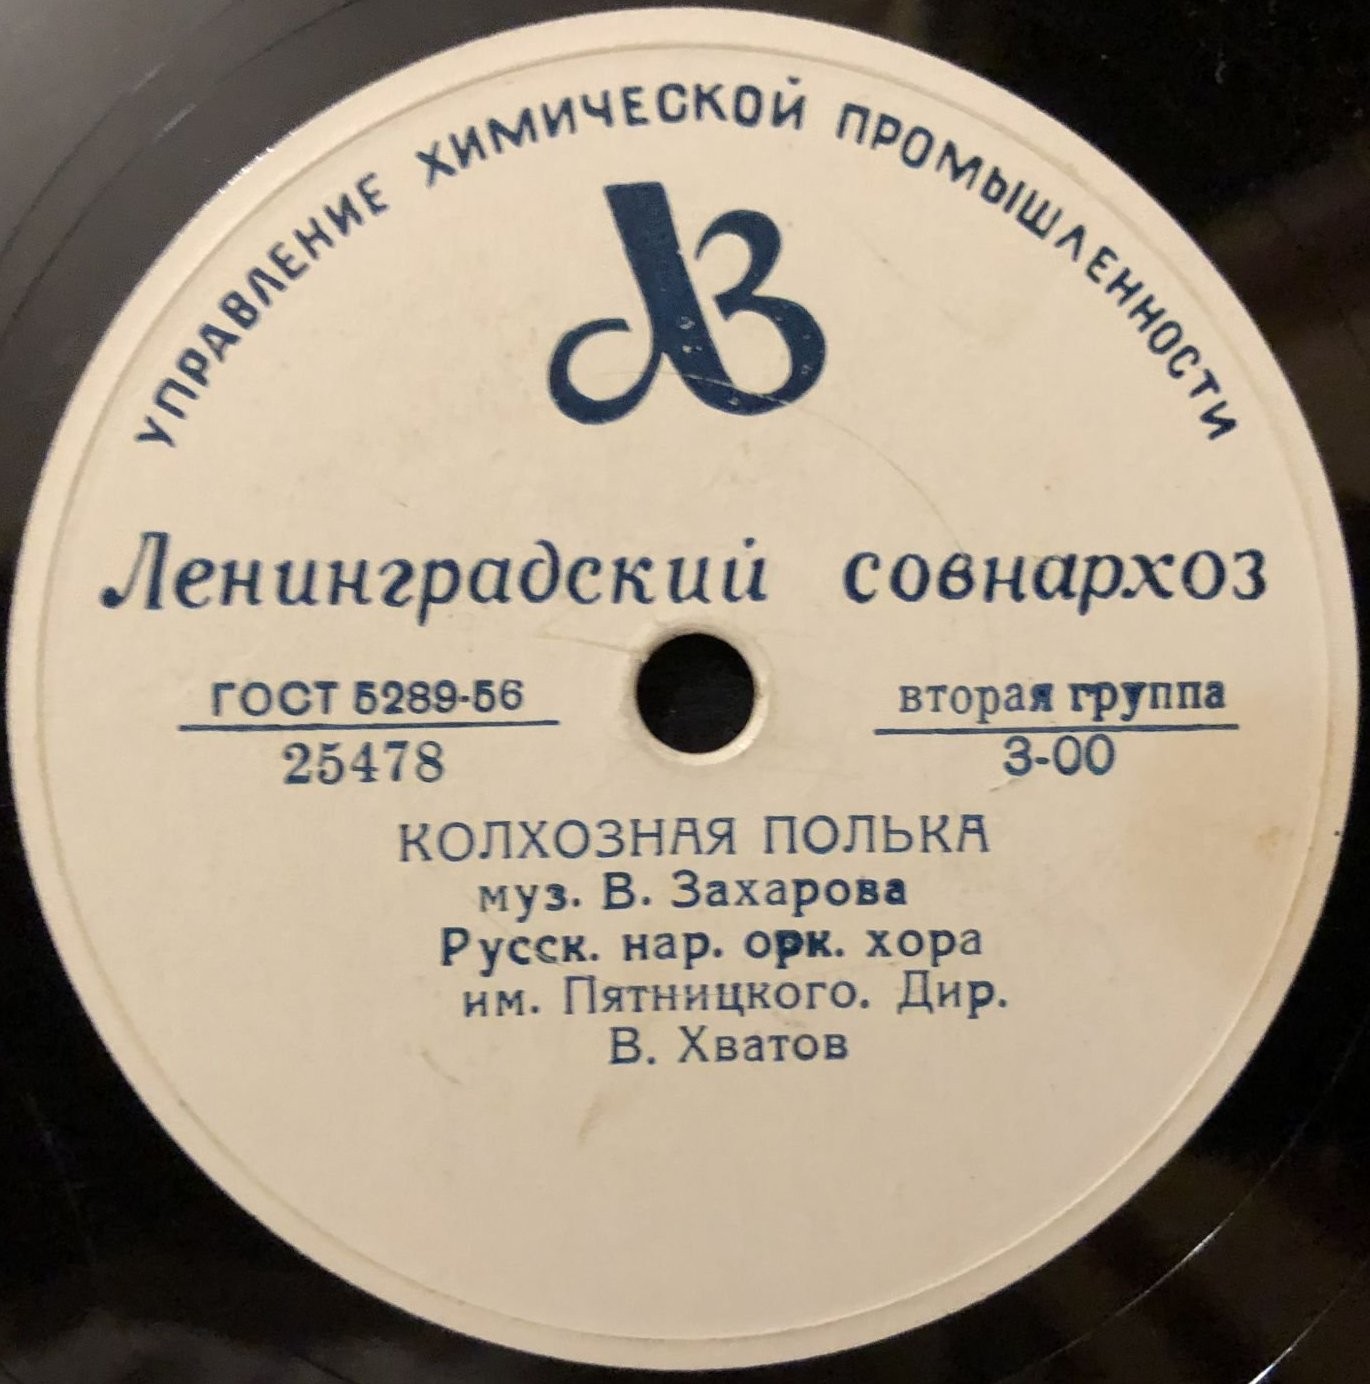 УПРАВЛЕНИЕ ХИМИЧЕСКОЙ ПРОМЫШЛЕННОСТИ
Ленинградский совнархоз
ГОСТ 5289-56
25478
вторая группа
3-00
КОЛХОЗНАЯ ПОЛЬКА
муз. В. Захарова
Русск. нар. орк. хора
им. Пятницкого. Дир.
В. Хватов